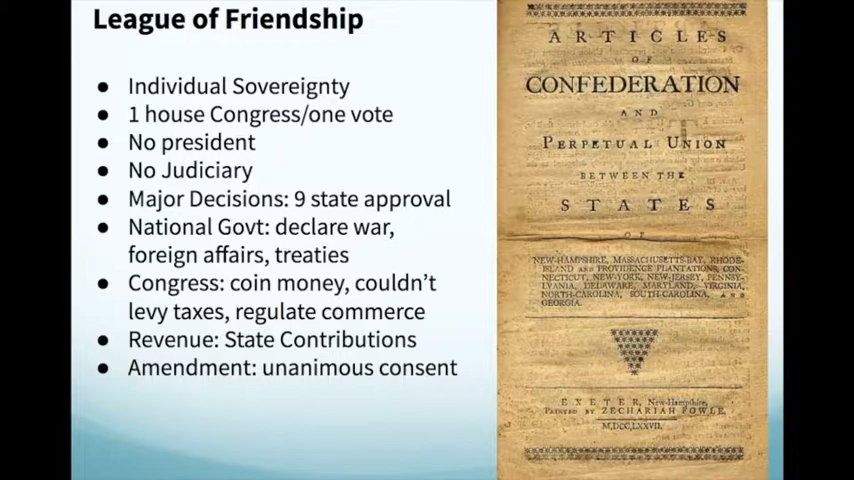 League of Friendship
● Individual Sovereignty
● 1 house Congress/one vote
● No president
● No Judiciary
● Major Decisions: 9 state approval
● National Govt: declare war,
foreign affairs, treaties
● Congress: coin money, couldn't
levy taxes, regulate commerce
● Revenue: State Contributions
● Amendment: unanimous consent
ARTICLES
OF
CONFEDERATION
AND
PERPETUAL UNION
BETWEEN THE
STATES
OF
NEW-HAMPSHIRE, MASSACHUSETTS-BAY, RHODE-
ISLAND AND PROVIDENCE PLANTATIONS, CON-
NECTICUT, NEW-YORK, NEW-JERSEY, PENNSY-
LVANIA, DELAWARE, MARYLAND, VIRGINIA,
NORTH-CAROLINA, SOUTH-CAROLINA, AND
GEORGIA.
EXETER, New-Hampshire,
PRINTED BY ZECHARIAH FOWLE,
M,DCC,LXXVII.